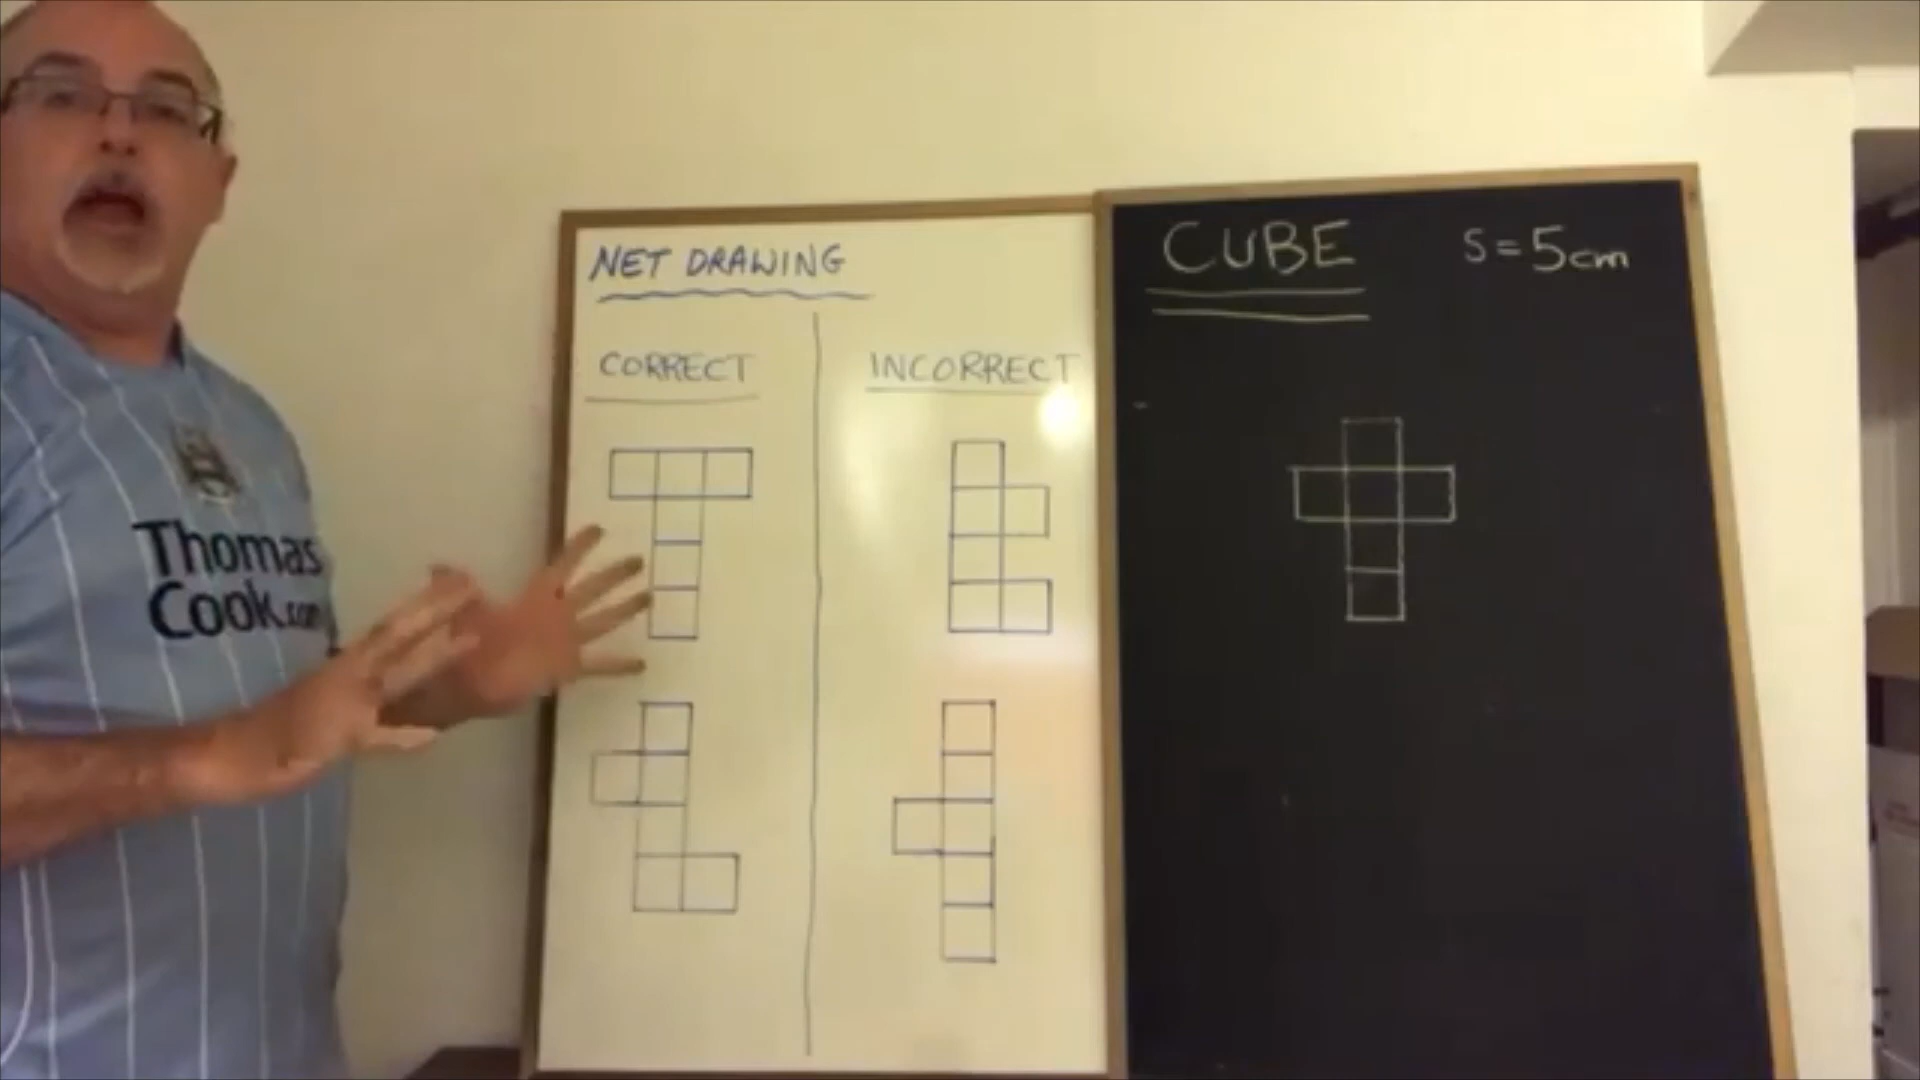 NET DRAWING
CORRECT
INCORRECT
CUBE
S = 5cm
Thomas
Cook.com